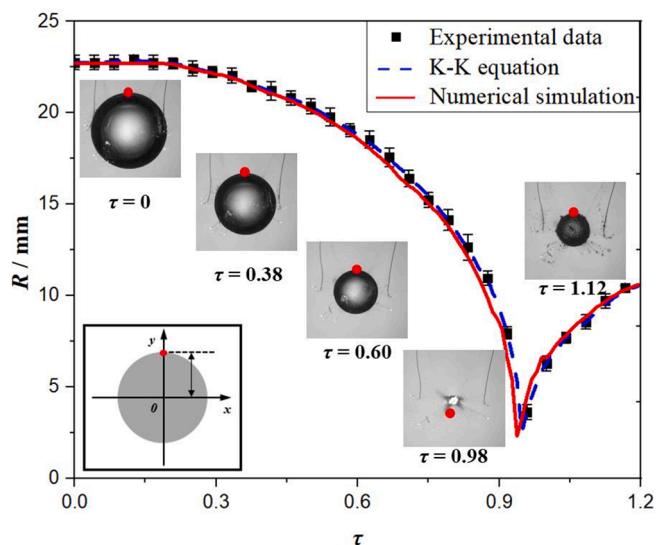 25
20
15
10
5
0
R / mm
Experimental data
K-K equation
Numerical simulation
τ = 0
τ = 0.38
τ = 0.60
τ = 0.98
τ = 1.12
y
0
x
0.0
0.3
0.6
0.9
1.2
τ